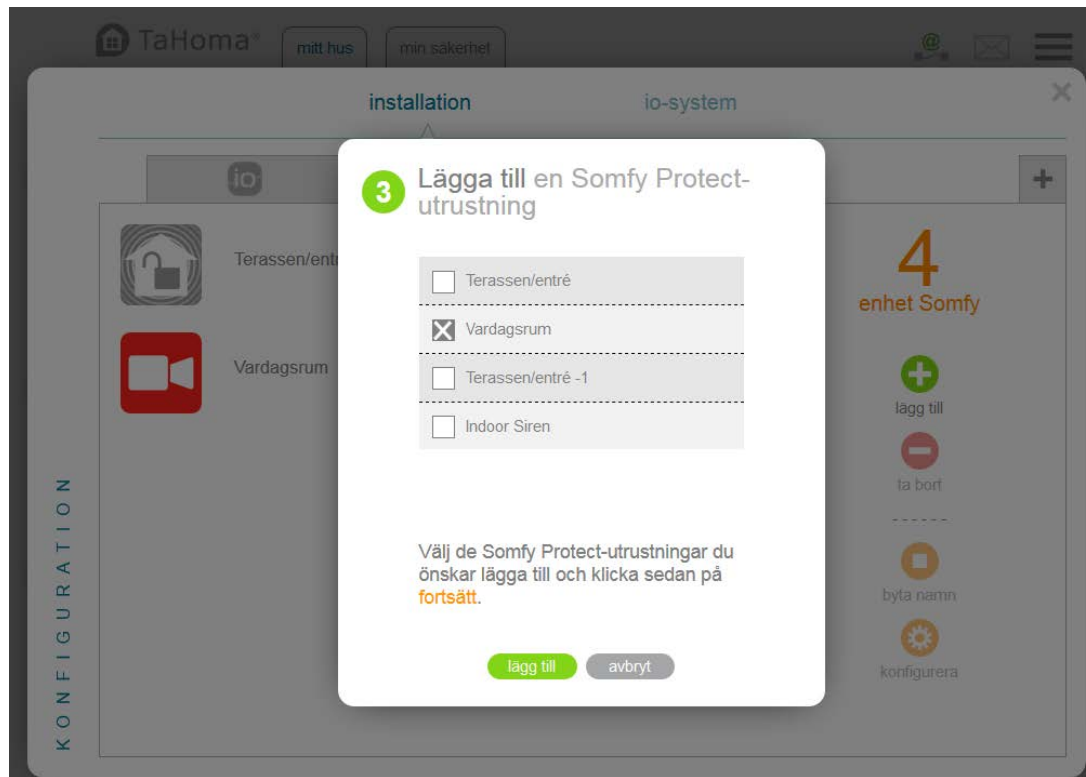 TaHoma®
mitt hus
min säkerhet
@
installation
io-system
io
Terassen/entr
Vardagsrum
3
Lägga till en Somfy Protect-
utrustning
Terassen/entré
Vardagsrum
Terassen/entré -1
Indoor Siren
Välj de Somfy Protect-utrustningar du
önskar lägga till och klicka sedan på
fortsätt.
lägg till
avbryt
4
enhet Somfy
lägg till
ta bort
byta namn
konfigurera
KONFIGURATION